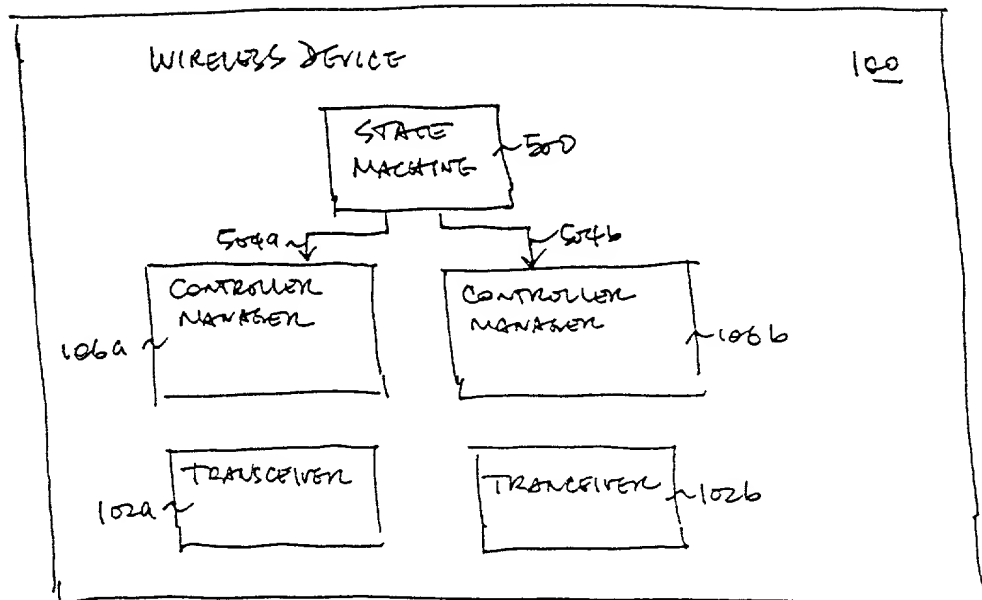 WIRELESS DEVICE
100
STATE
MACHINE
500
504a
504b
CONTROLLER
MANAGER
CONTROLLER
MANAGER
106a
106b
TRANSCEIVER
TRANCEIVER
102a
102b